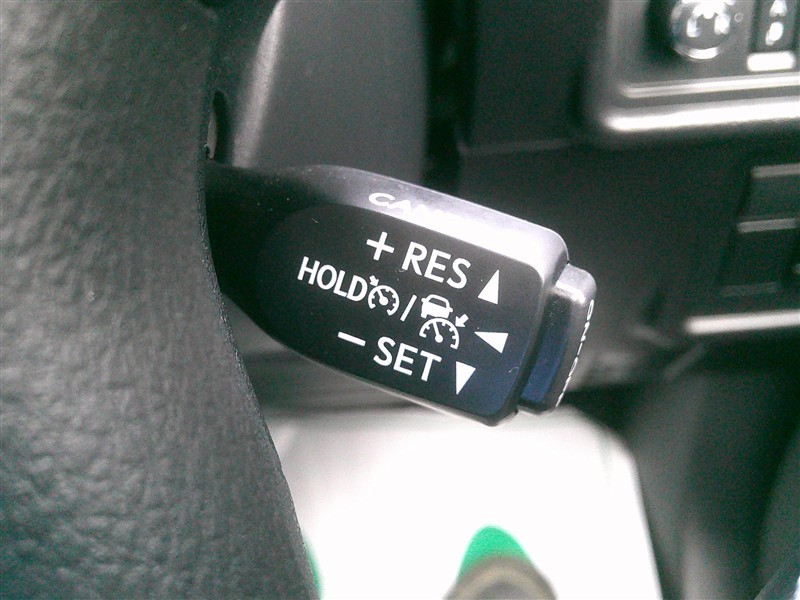 + RES
HOLD /
− SET